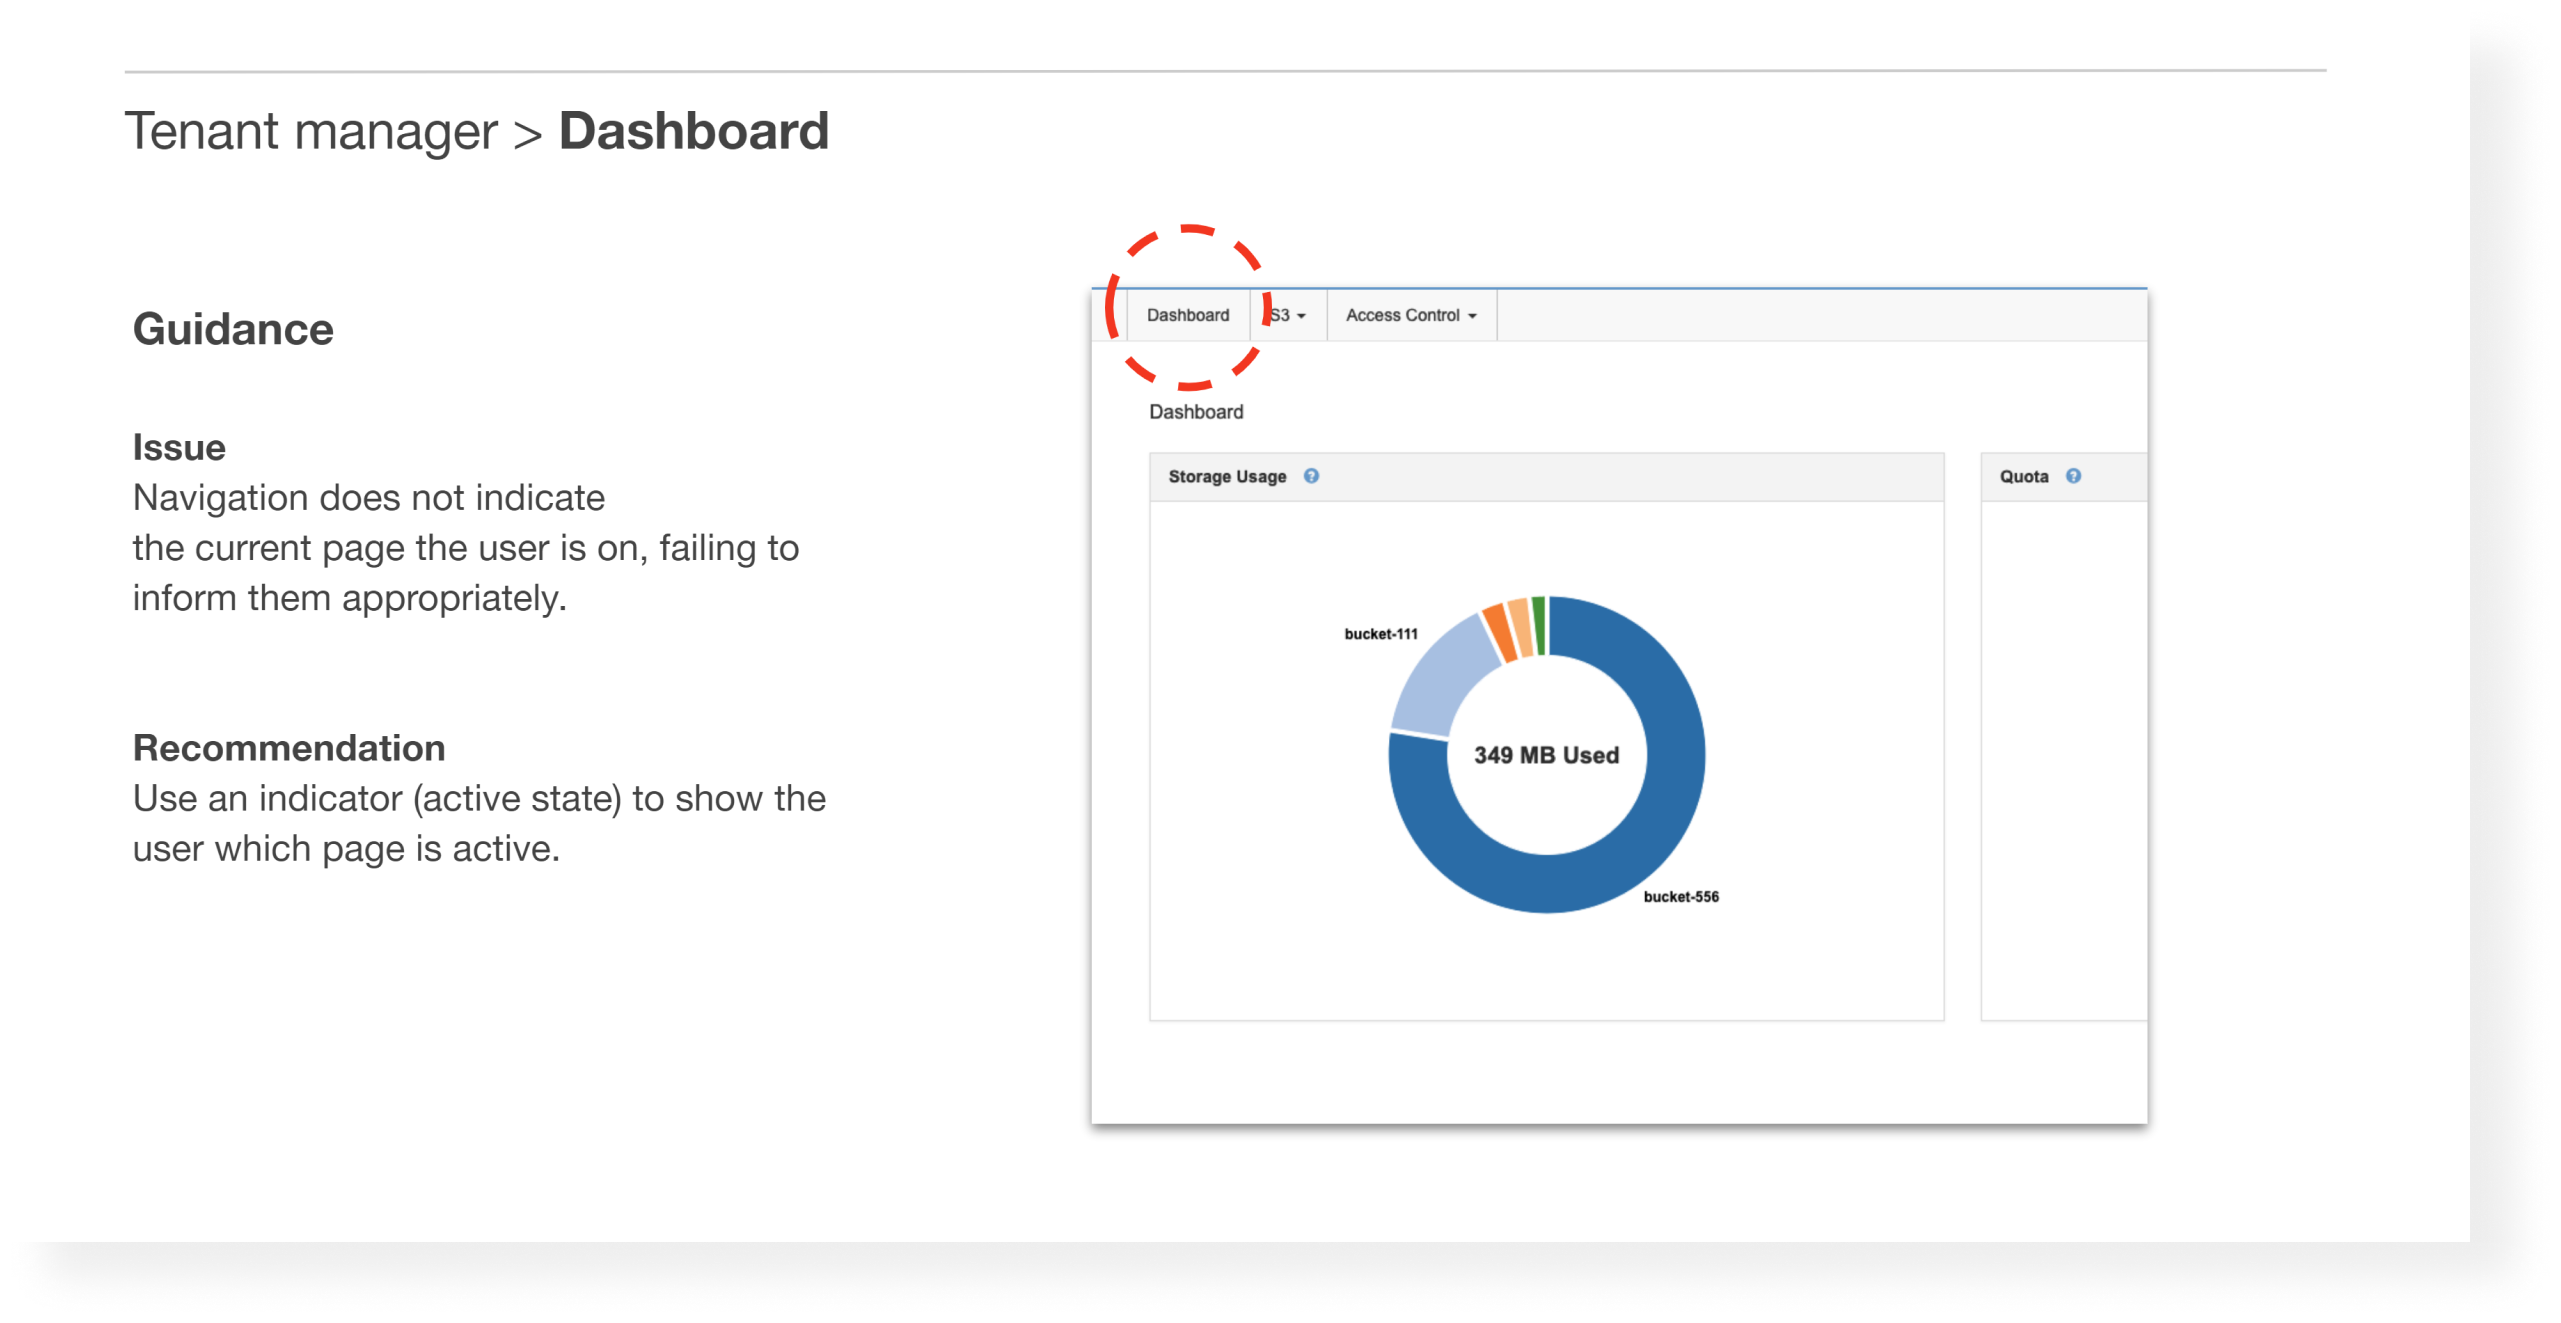 Tenant manager > Dashboard
Guidance
Issue
Navigation does not indicate
the current page the user is on, failing to
inform them appropriately.
Recommendation
Use an indicator (active state) to show the
user which page is active.
Dashboard S3 Access Control
Dashboard
Storage Usage ? Quota ?
bucket-111
349 MB Used
bucket-556